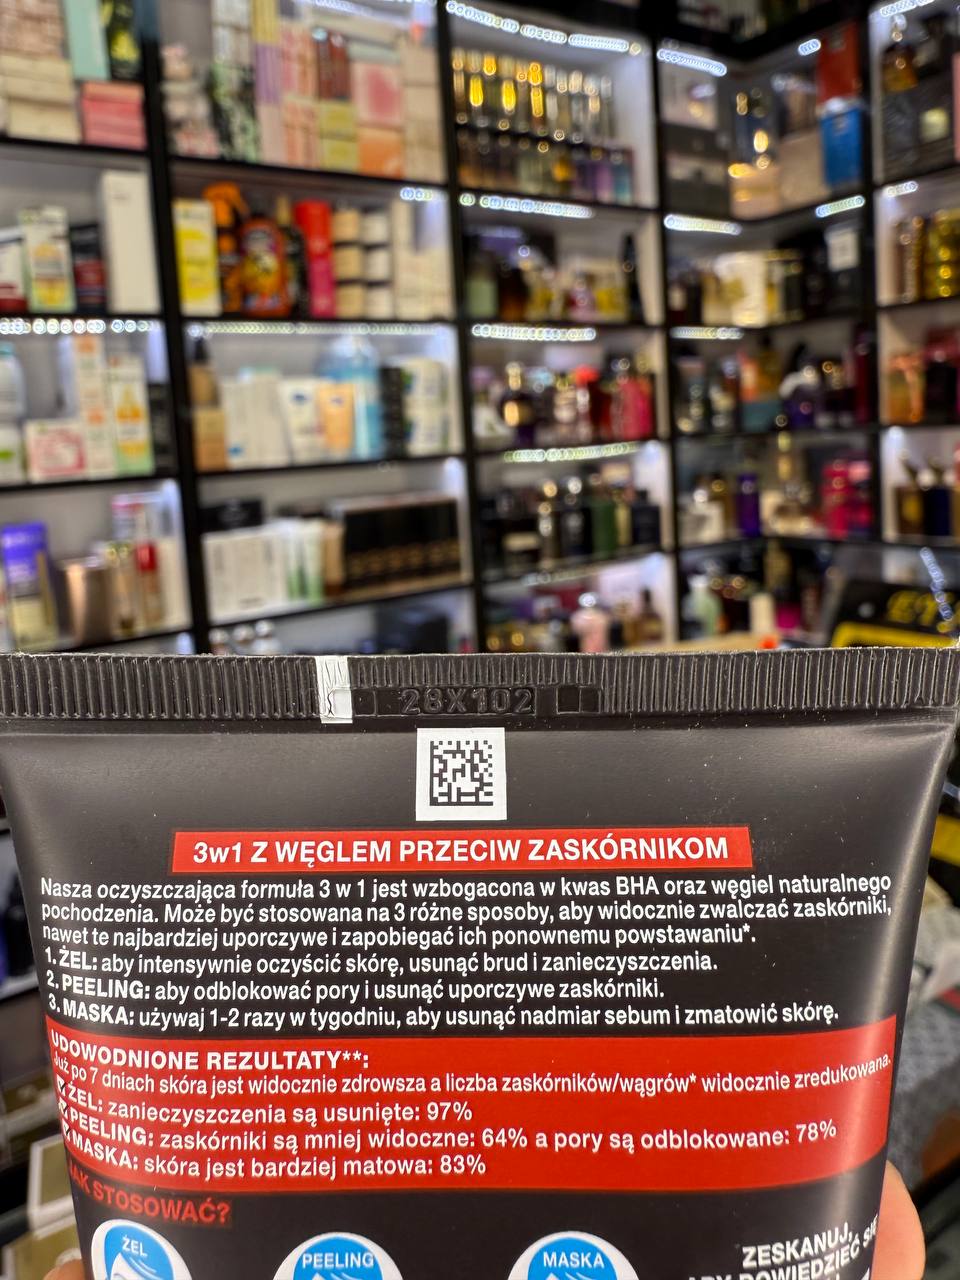 28X102
3w1 Z WĘGLEM PRZECIW ZASKÓRNIKOM
Nasza oczyszczająca formuła 3 w 1 jest wzbogacona w kwas BHA oraz węgiel naturalnego
pochodzenia. Może być stosowana na 3 różne sposoby, aby widocznie zwalczać zaskórniki,
nawet te najbardziej uporczywe i zapobiegać ich ponownemu powstawaniu*.
1. ŻEL: aby intensywnie oczyścić skórę, usunąć brud i zanieczyszczenia.
2. PEELING: aby odblokować pory i usunąć uporczywe zaskórniki.
3. MASKA: używaj 1-2 razy w tygodniu, aby usunąć nadmiar sebum i zmatowić skórę.
UDOWODNIONE REZULTATY**:
Już po 7 dniach skóra jest widocznie zdrowsza a liczba zaskórników/wągrów* widocznie zredukowana.
ŻEL: zanieczyszczenia są usunięte: 97%
PEELING: zaskórniki są mniej widoczne: 64% a pory są odblokowane: 78%
MASKA: skóra jest bardziej matowa: 83%
JAK STOSOWAĆ?
ŻEL
PEELING
MASKA
ZESKANUJ,
ABY DOWIEDZIEĆ SIĘ